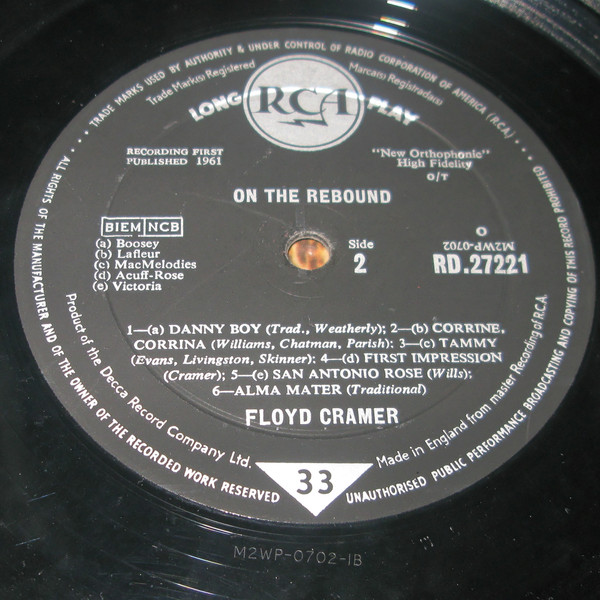 TRADE MARKS USED BY AUTHORITY & UNDER CONTROL OF RADIO CORPORATION OF AMERICA (R.C.A.)
Trade Mark(s) Registered
Marca(s) Registrada(s)
LONG RCA PLAY
RECORDING FIRST
PUBLISHED 1961
"New Orthophonic"
High Fidelity
O/T
ON THE REBOUND
BIEM NCB
(a) Boosey
(b) Lafleur
(c) MacMelodies
(d) Acuff-Rose
(e) Victoria
Side
2
O
M2WP-0702
RD.27221
1—(a) DANNY BOY (Trad., Weatherly); 2—(b) CORRINE,
CORRINA (Williams, Chatman, Parish); 3—(c) TAMMY
(Evans, Livingston, Skinner); 4—(d) FIRST IMPRESSION
(Cramer); 5—(e) SAN ANTONIO ROSE (Wills);
6—ALMA MATER (Traditional)
FLOYD CRAMER
Product of the Decca Record Company Ltd.
Made in England from master Recording of R.C.A.
33
ALL RIGHTS OF THE MANUFACTURER AND OF THE OWNER OF THE RECORDED WORK RESERVED
UNAUTHORISED PUBLIC PERFORMANCE BROADCASTING AND COPYING OF THIS RECORD PROHIBITED
M2WP-0702-1B